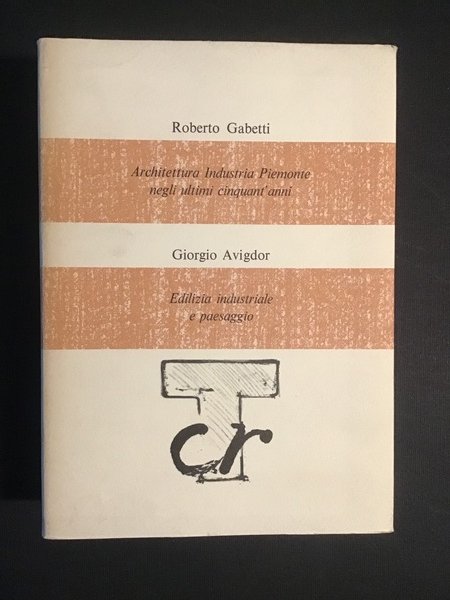 Roberto Gabetti
Architettura Industria Piemonte
negli ultimi cinquant'anni
Giorgio Avigdor
Edilizia industriale
e paesaggio
T
cr